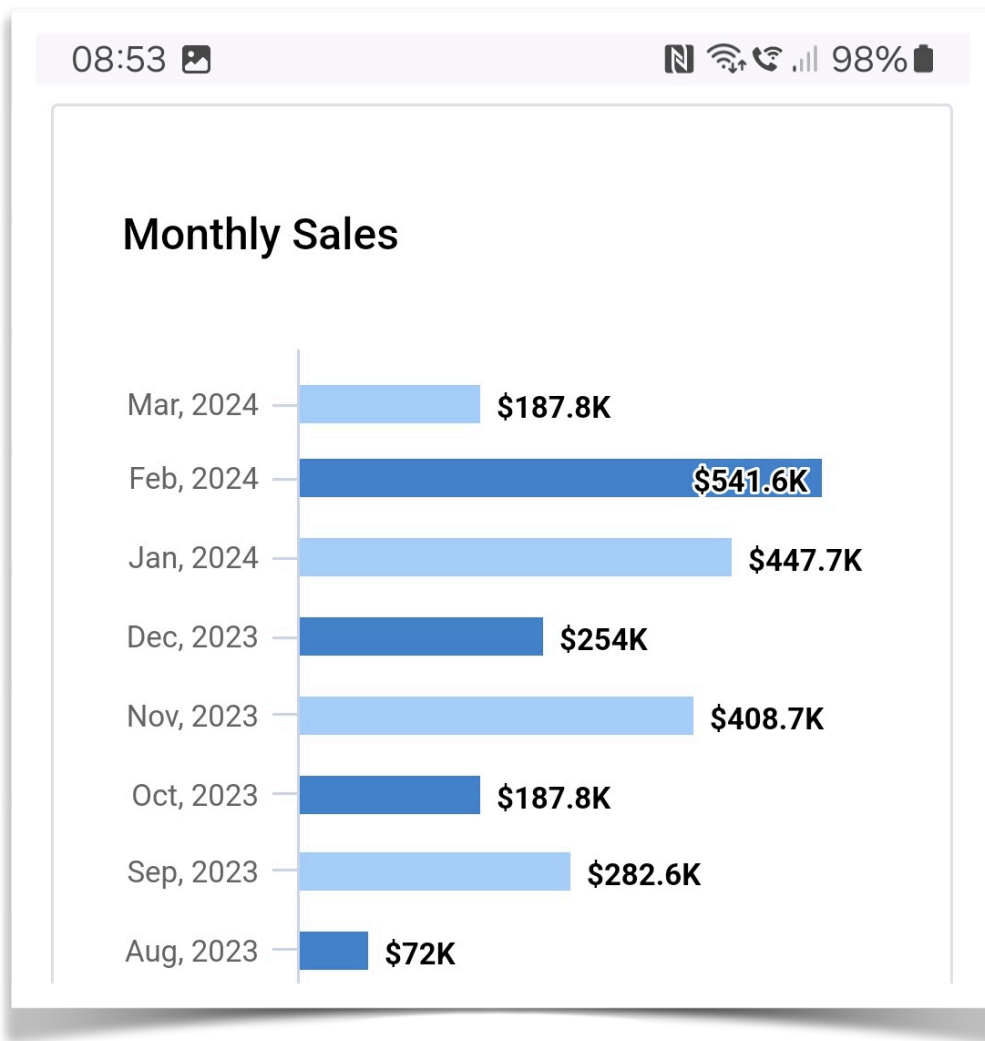 08:53 98%
Monthly Sales
Mar, 2024 $187.8K
Feb, 2024 $541.6K
Jan, 2024 $447.7K
Dec, 2023 $254K
Nov, 2023 $408.7K
Oct, 2023 $187.8K
Sep, 2023 $282.6K
Aug, 2023 $72K